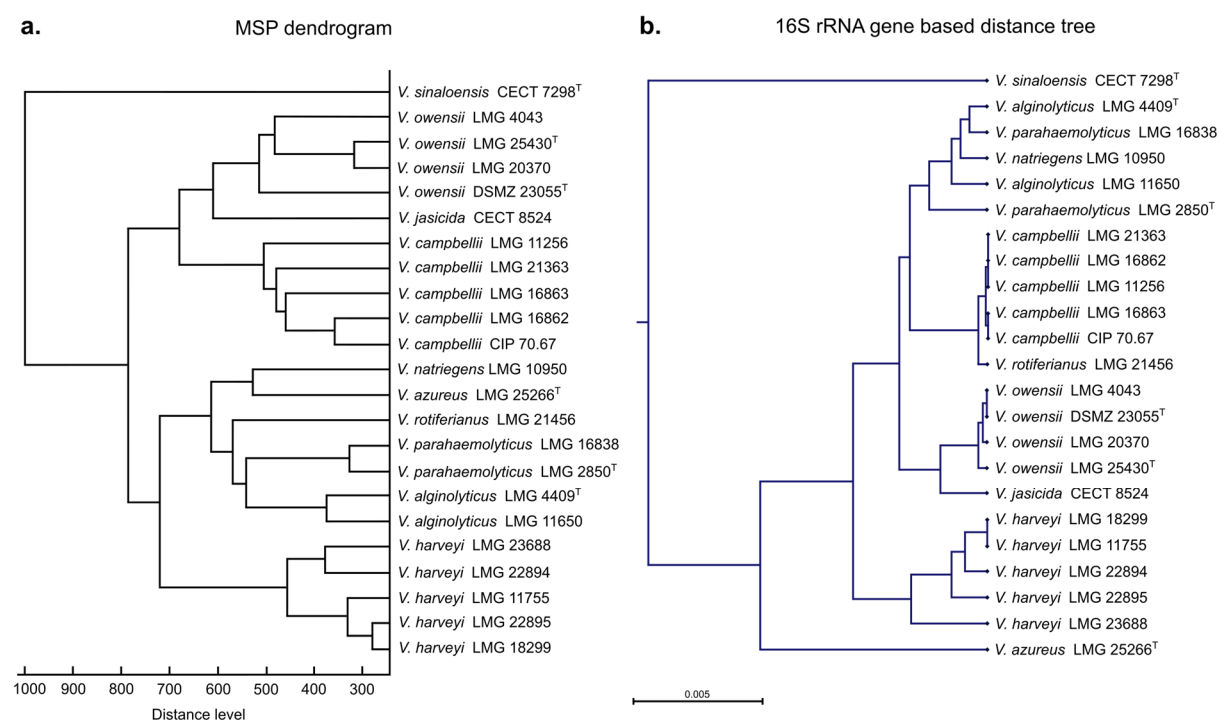 a.
MSP dendrogram
V. sinaloensis CECT 7298T
V. owensii LMG 4043
V. owensii LMG 25430T
V. owensii LMG 20370
V. owensii DSMZ 23055T
V. jasicida CECT 8524
V. campbellii LMG 11256
V. campbellii LMG 21363
V. campbellii LMG 16863
V. campbellii LMG 16862
V. campbellii CIP 70.67
V. natriegens LMG 10950
V. azureus LMG 25266T
V. rotiferianus LMG 21456
V. parahaemolyticus LMG 16838
V. parahaemolyticus LMG 2850T
V. alginolyticus LMG 4409T
V. alginolyticus LMG 11650
V. harveyi LMG 23688
V. harveyi LMG 22894
V. harveyi LMG 11755
V. harveyi LMG 22895
V. harveyi LMG 18299
1000 900 800 700 600 500 400 300
Distance level
b.
16S rRNA gene based distance tree
V. sinaloensis CECT 7298T
V. alginolyticus LMG 4409T
V. parahaemolyticus LMG 16838
V. natriegens LMG 10950
V. alginolyticus LMG 11650
V. parahaemolyticus LMG 2850T
V. campbellii LMG 21363
V. campbellii LMG 16862
V. campbellii LMG 11256
V. campbellii LMG 16863
V. campbellii CIP 70.67
V. rotiferianus LMG 21456
V. owensii LMG 4043
V. owensii DSMZ 23055T
V. owensii LMG 20370
V. owensii LMG 25430T
V. jasicida CECT 8524
V. harveyi LMG 18299
V. harveyi LMG 11755
V. harveyi LMG 22894
V. harveyi LMG 22895
V. harveyi LMG 23688
V. azureus LMG 25266T
0.005